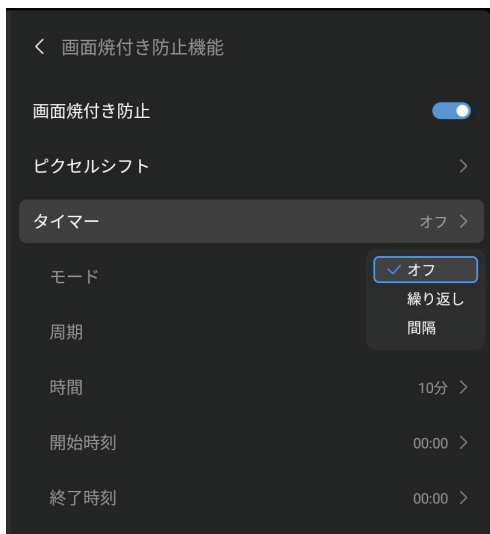 画面焼付き防止機能
画面焼付き防止
ピクセルシフト
タイマー オフ
モード
オフ
繰り返し
周期
間隔
時間 10分
開始時刻 00:00
終了時刻 00:00